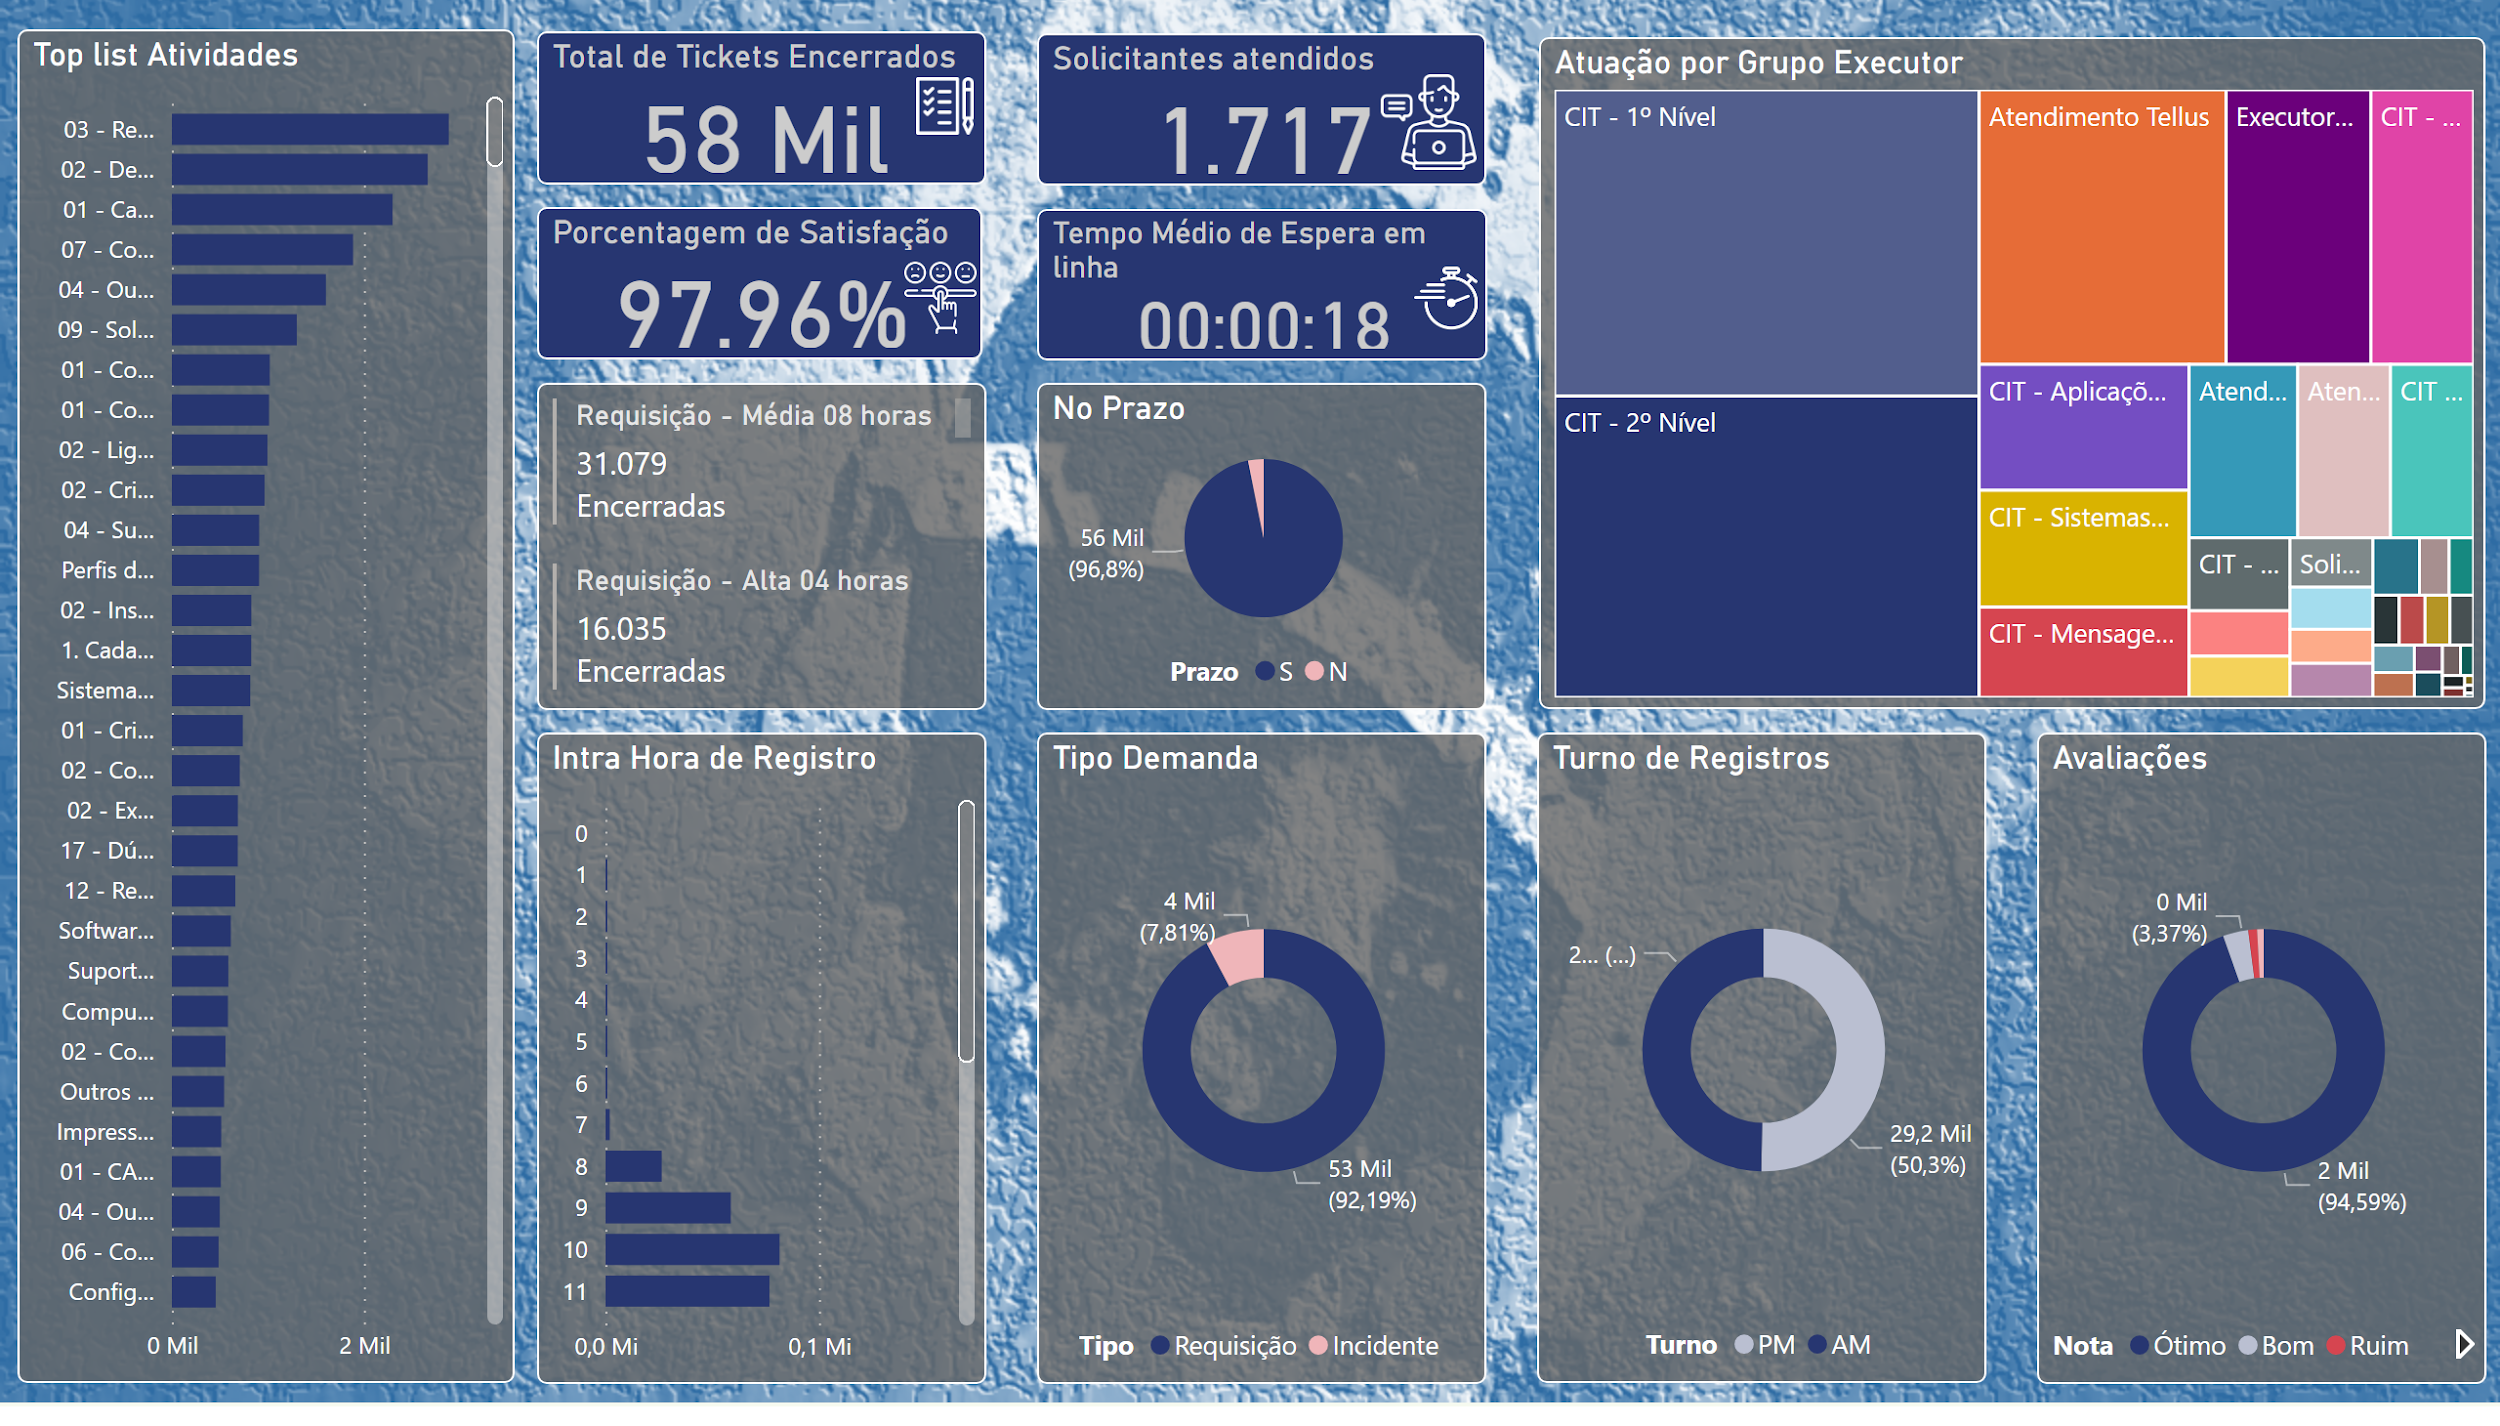 Top list Atividades
03 - Re...
02 - De...
01 - Ca...
07 - Co...
04 - Ou...
09 - Sol...
01 - Co...
01 - Co...
02 - Lig...
02 - Cri...
04 - Su...
Perfis d...
02 - Ins...
1. Cada...
Sistema...
01 - Cri...
02 - Co...
02 - Ex...
17 - Dú...
12 - Re...
Softwar...
Suport...
Compu...
02 - Co...
Outros ...
Impress...
01 - CA...
04 - Ou...
06 - Co...
Config...
0 Mil
2 Mil
Total de Tickets Encerrados
58 Mil
Solicitantes atendidos
1.717
Porcentagem de Satisfação
97.96%
Tempo Médio de Espera em
linha
00:00:18
Requisição - Média 08 horas
31.079
Encerradas
Requisição - Alta 04 horas
16.035
Encerradas
No Prazo
56 Mil
(96,8%)
Prazo S N
Atuação por Grupo Executor
CIT - 1º Nível
CIT - 2º Nível
Atendimento Tellus
Executor...
CIT - ...
CIT - Aplicaçõ...
Atend...
Aten...
CIT ...
CIT - Sistemas...
CIT - ...
Soli...
CIT - Mensage...
Intra Hora de Registro
0
1
2
3
4
5
6
7
8
9
10
11
0,0 Mi
0,1 Mi
Tipo Demanda
4 Mil
(7,81%)
53 Mil
(92,19%)
Tipo Requisição Incidente
Turno de Registros
2... (...)
29,2 Mil
(50,3%)
Turno PM AM
Avaliações
0 Mil
(3,37%)
2 Mil
(94,59%)
Nota Ótimo Bom Ruim